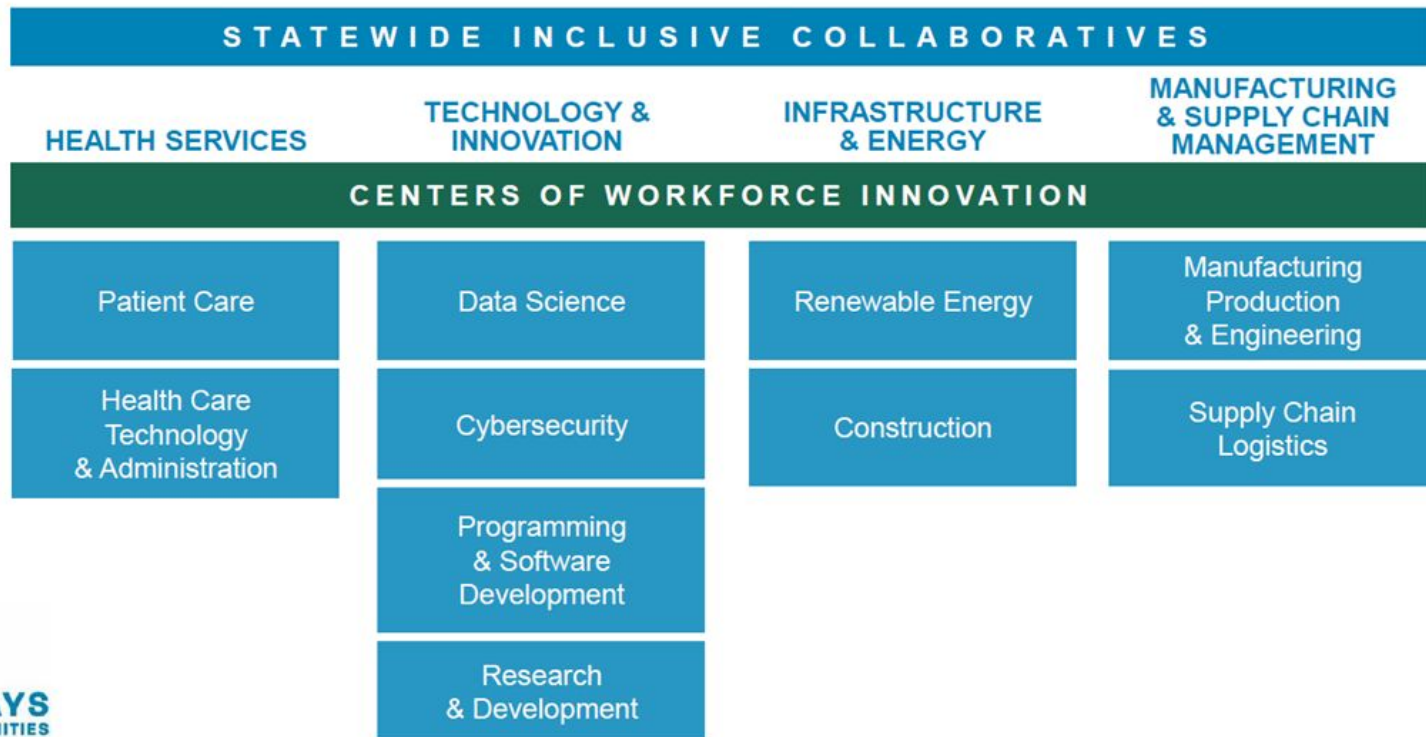 STATEWIDE INCLUSIVE COLLABORATIVES
HEALTH SERVICES
TECHNOLOGY &
INNOVATION
INFRASTRUCTURE
& ENERGY
MANUFACTURING
& SUPPLY CHAIN
MANAGEMENT
CENTERS OF WORKFORCE INNOVATION
Patient Care
Health Care
Technology
& Administration
Data Science
Cybersecurity
Programming
& Software
Development
Research
& Development
Renewable Energy
Construction
Manufacturing
Production
& Engineering
Supply Chain
Logistics